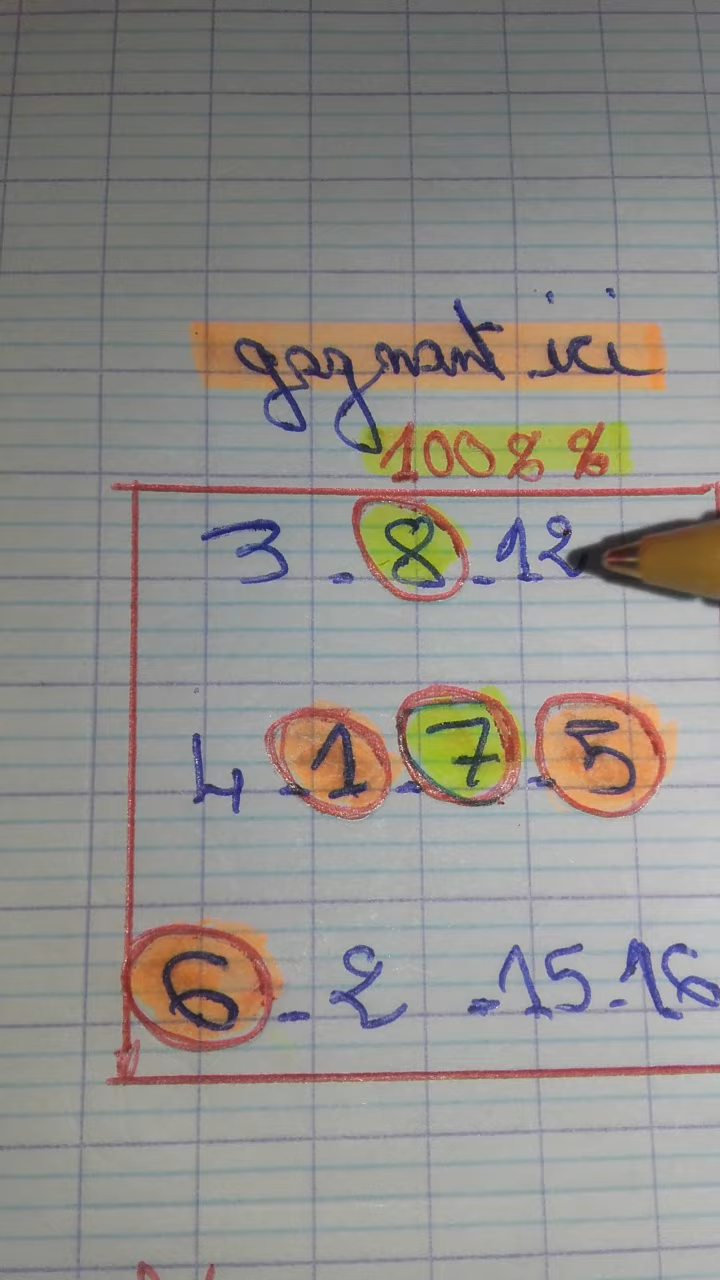 gagnant ici
100%%
3 - 8 - 12
4 - 1 - 7 - 5
6 - 2 - 15 - 16